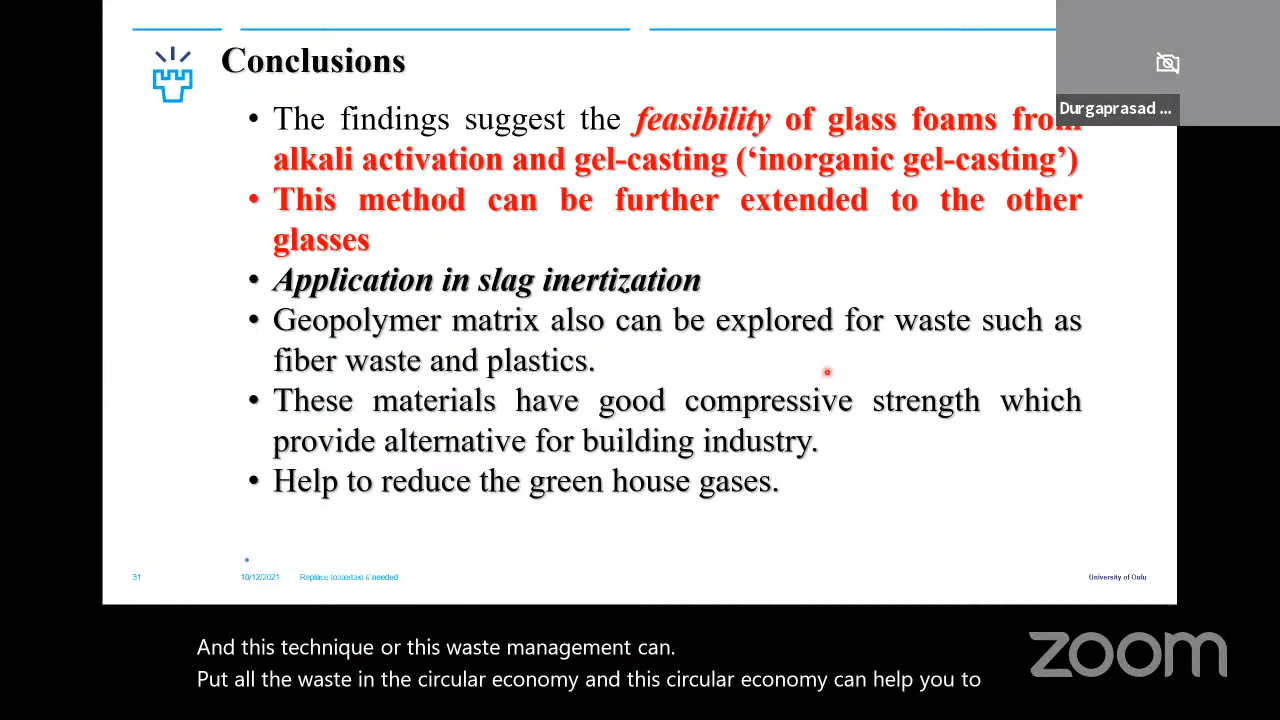 Conclusions
• The findings suggest the feasibility of glass foams from
alkali activation and gel-casting (‘inorganic gel-casting’)
• This method can be further extended to the other
glasses
• Application in slag inertization
• Geopolymer matrix also can be explored for waste such as
fiber waste and plastics.
• These materials have good compressive strength which
provide alternative for building industry.
• Help to reduce the green house gases.
Durgaprasad ...
31 10/12/2021 Replace footertext if needed University of Oulu
And this technique or this waste management can.
Put all the waste in the circular economy and this circular economy can help you to
zoom